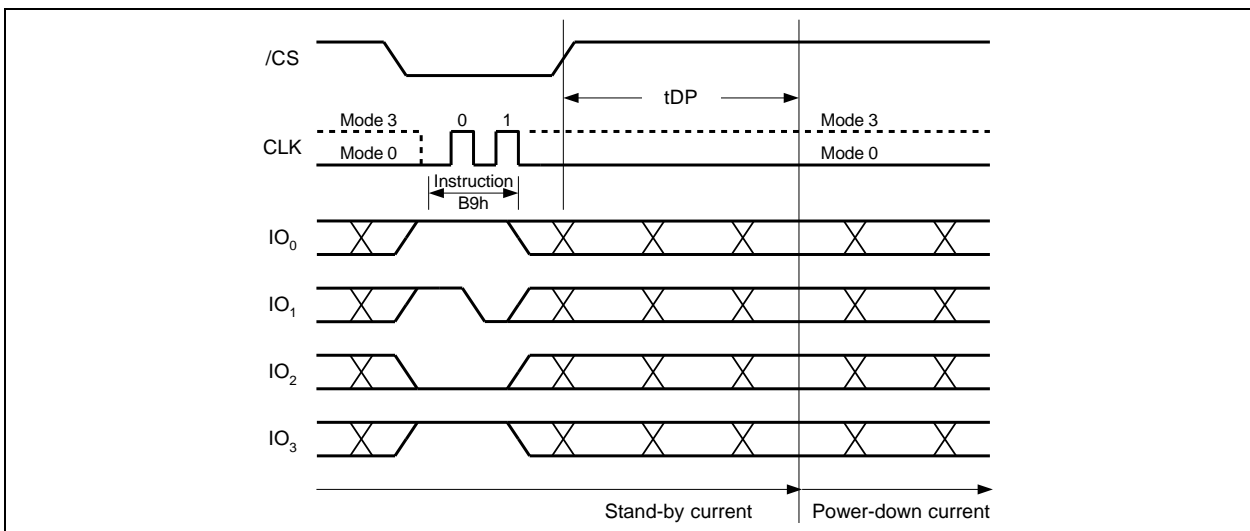 /CS
tDP
Mode 3 0 1 Mode 3
CLK
Mode 0 Mode 0
Instruction
B9h
IO0
IO1
IO2
IO3
Stand-by current Power-down current